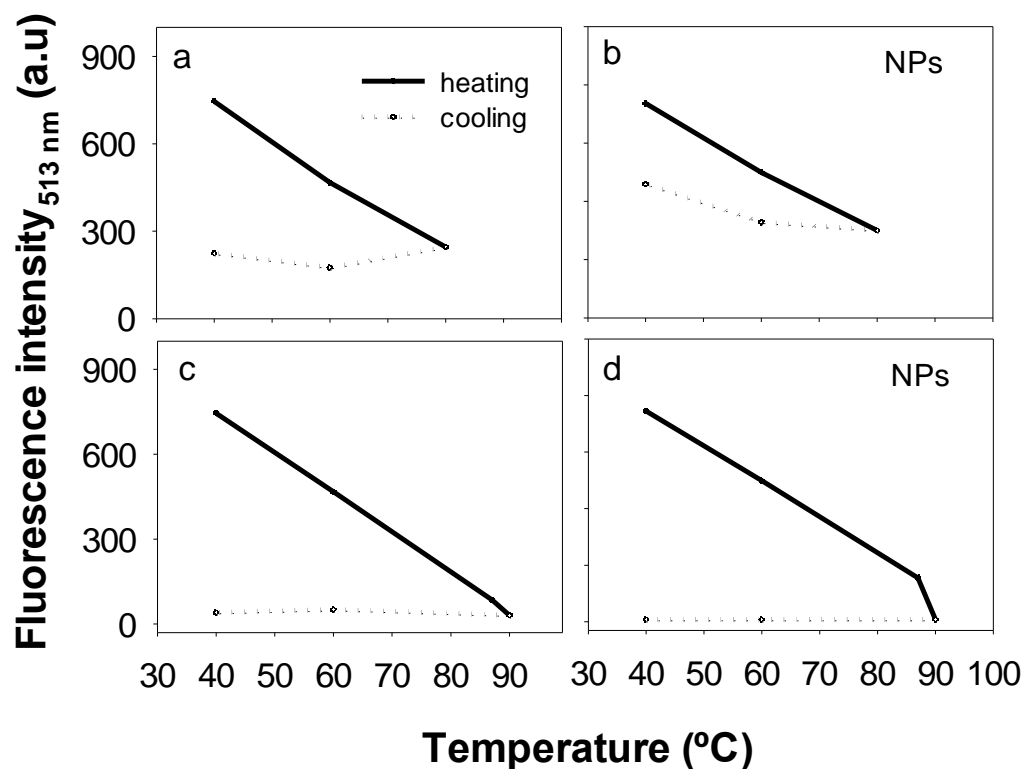 Fluorescence intensity513 nm (a.u)
900
600
300
0
a
heating
cooling
b
NPs
900
600
300
0
c
d
NPs
30 40 50 60 70 80 90
30 40 50 60 70 80 90 100
Temperature (ºC)